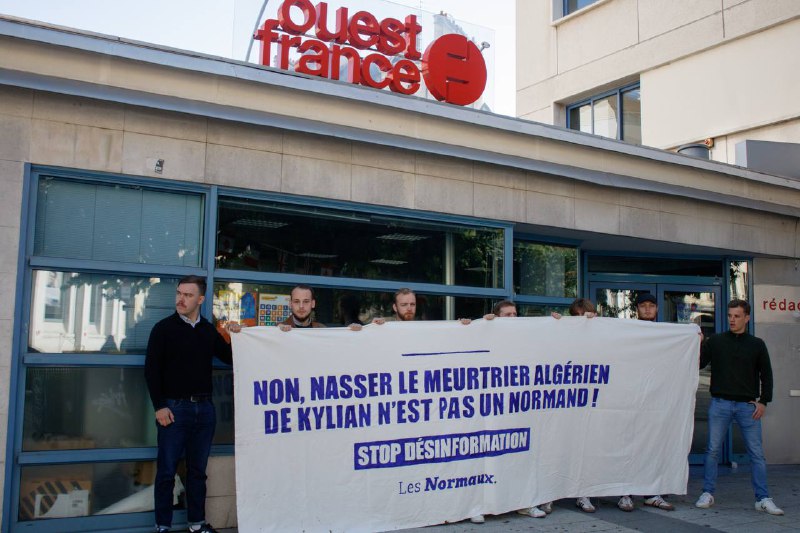 ouest
france
rédac
NON, NASSER LE MEURTRIER ALGÉRIEN
DE KYLIAN N'EST PAS UN NORMAND !
STOP DÉSINFORMATION
Les Normaux.